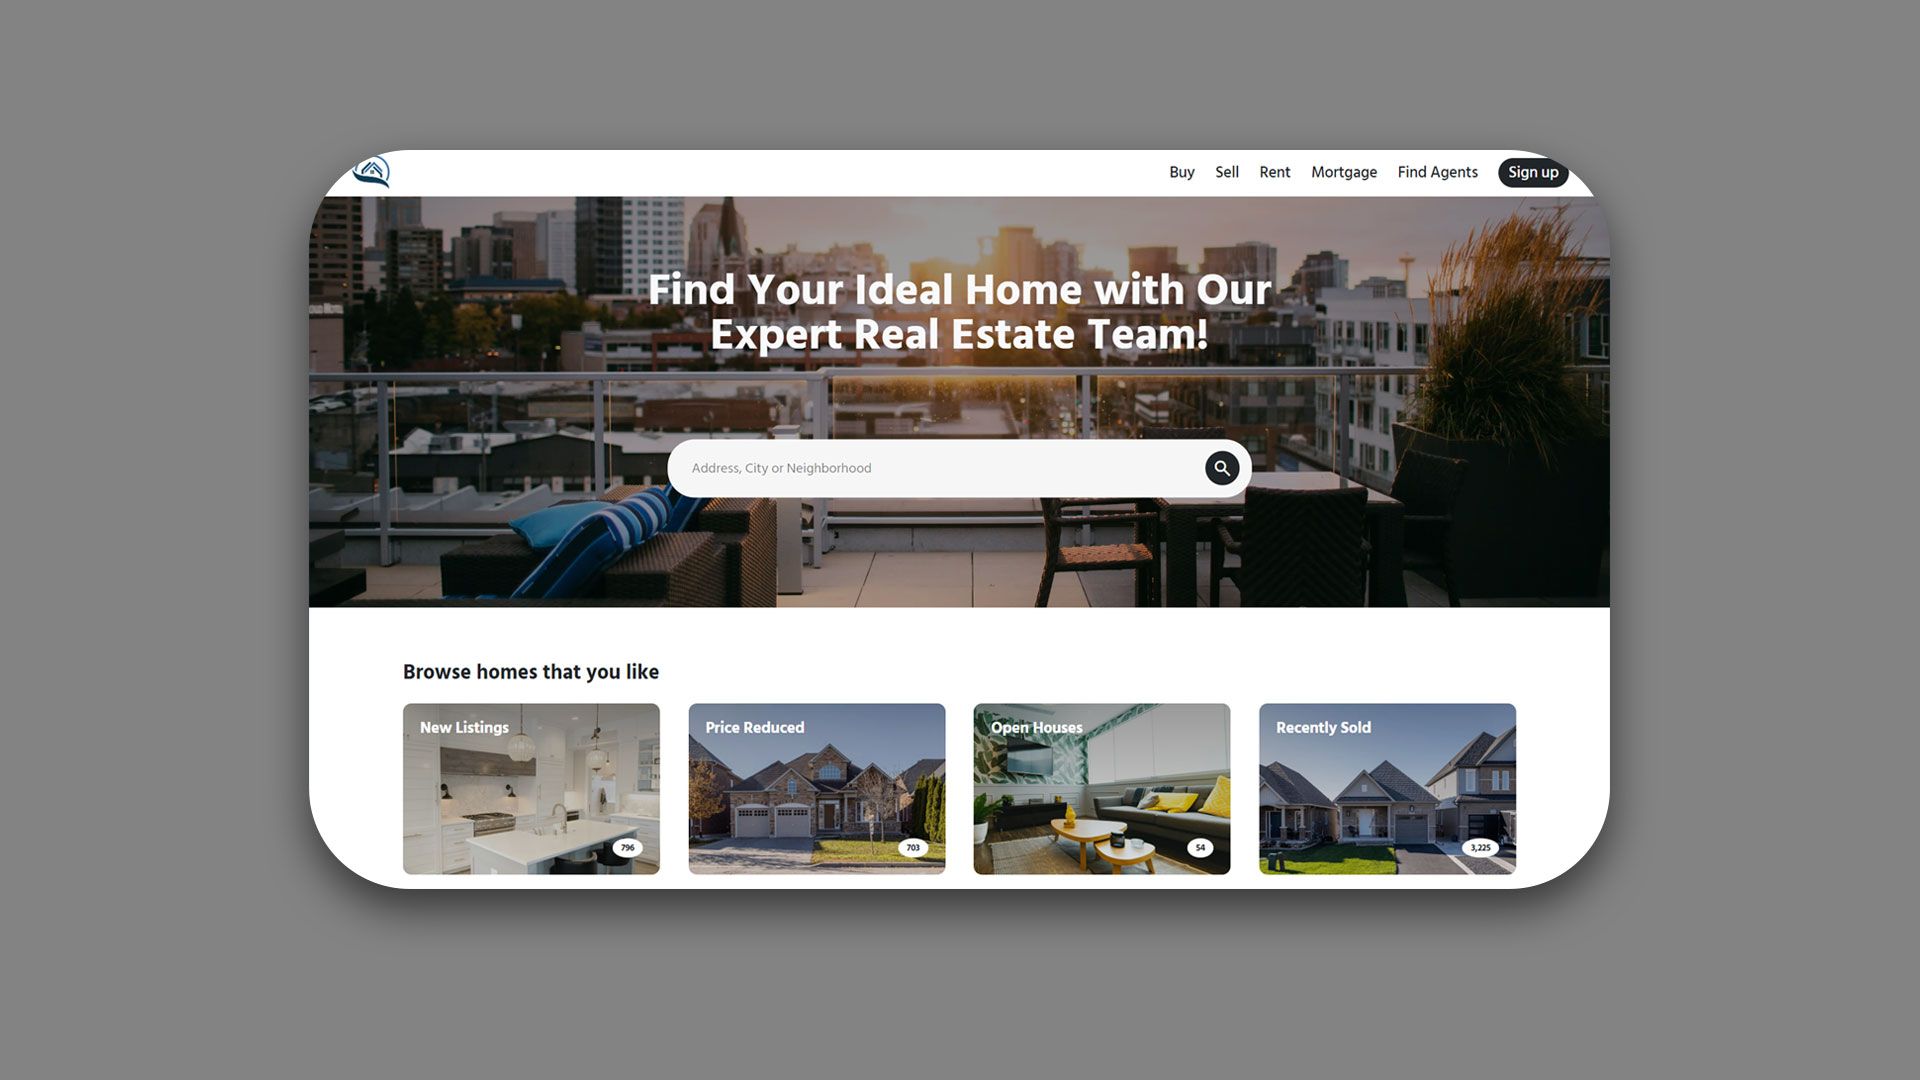 Buy Sell Rent Mortgage Find Agents Sign up
Find Your Ideal Home with Our
Expert Real Estate Team!
Address, City or Neighborhood
Browse homes that you like
New Listings
796
Price Reduced
703
Open Houses
54
Recently Sold
3,225